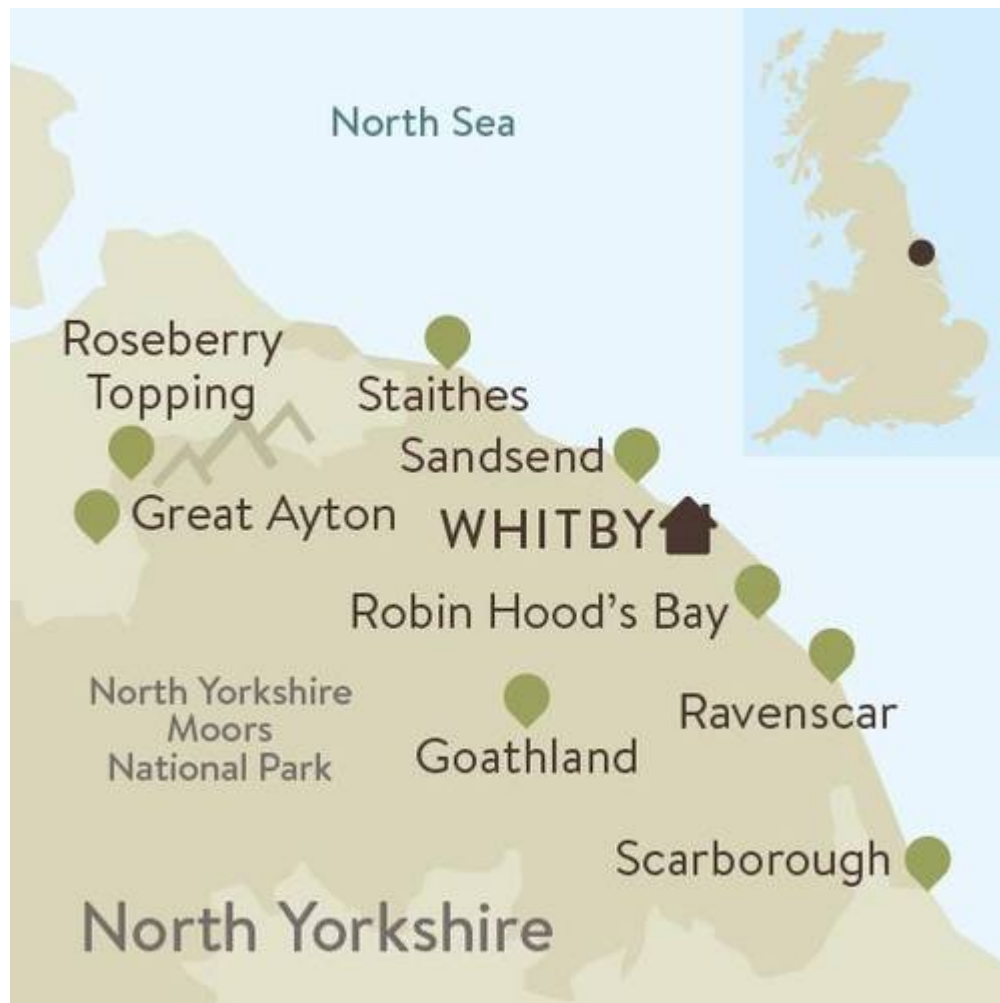 North Sea
Roseberry
Topping
Staithes
Sandsend
Great Ayton
WHITBY
Robin Hood's Bay
North Yorkshire
Moors
National Park
Ravenscar
Goathland
Scarborough
North Yorkshire